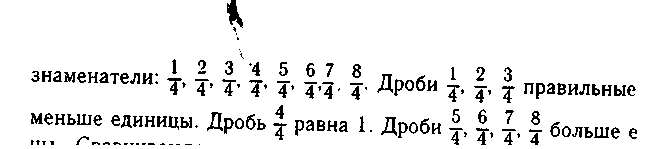 знаменатели: 1/4, 2/4, 3/4, 4/4, 5/4, 6/4, 7/4. 8/4. Дроби 1/4, 2/4, 3/4 правильные
меньше единицы. Дробь 4/4 равна 1. Дроби 5/4, 6/4, 7/4, 8/4 больше е